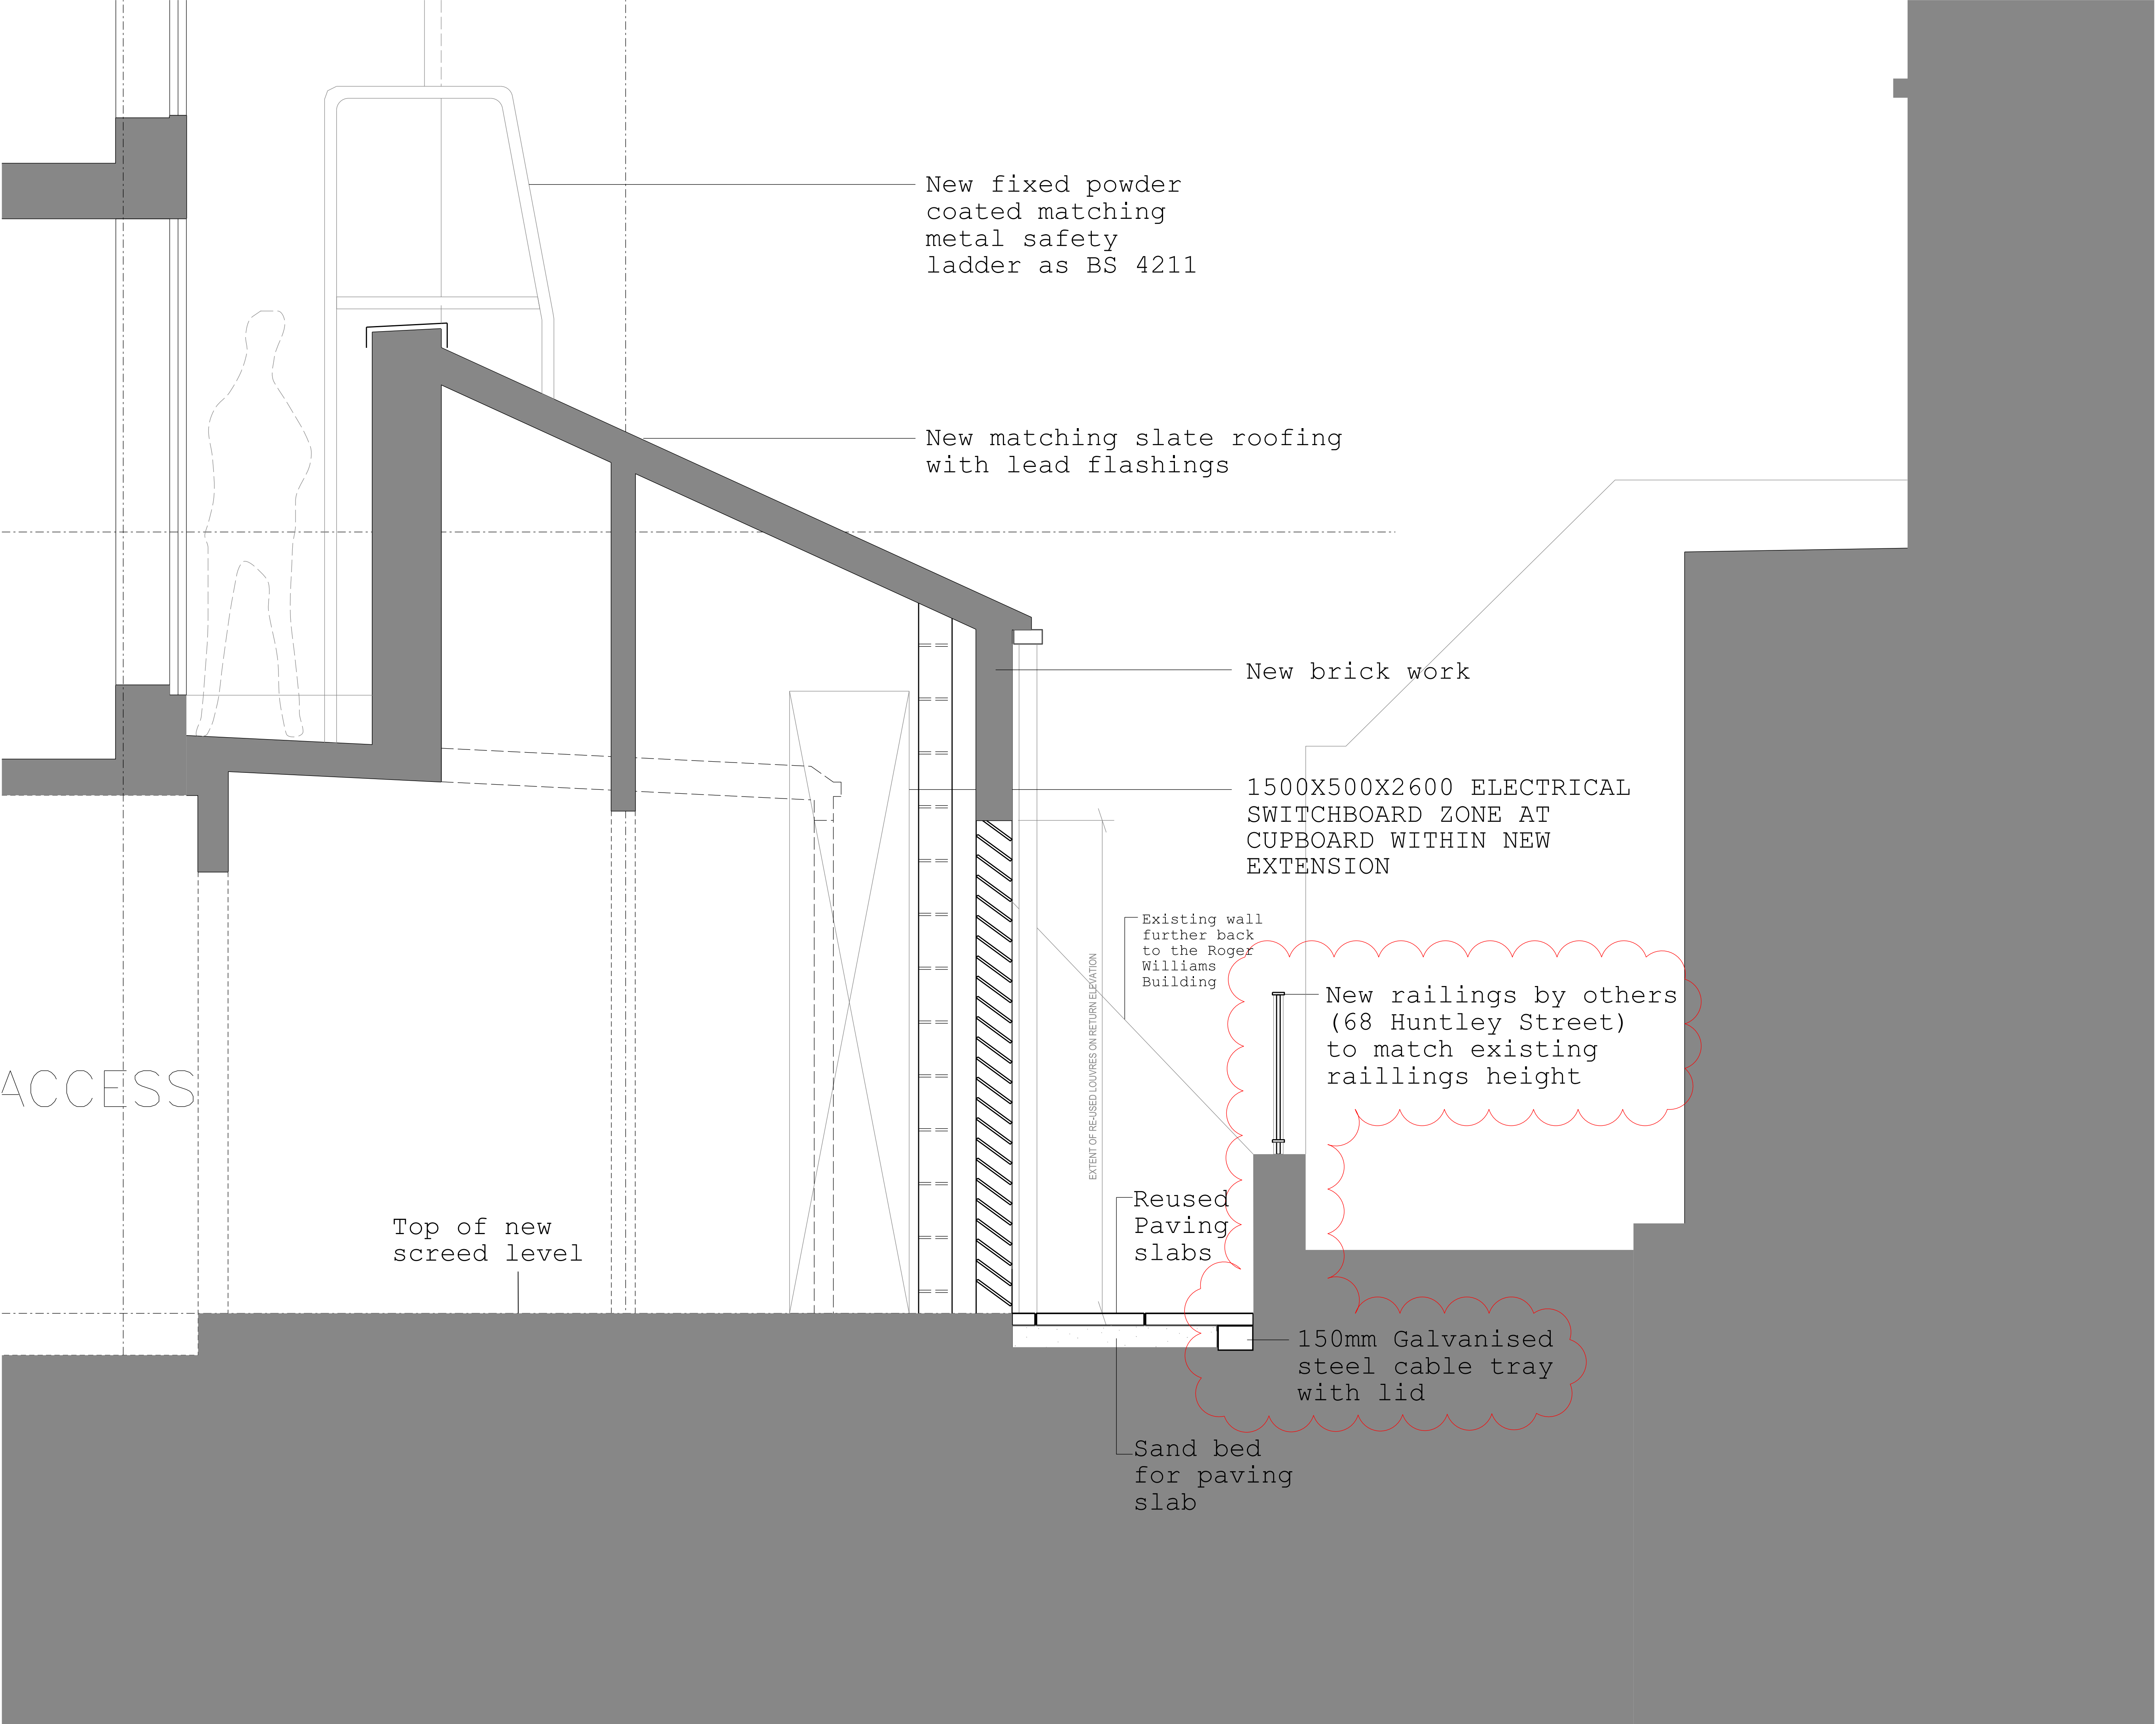 New fixed powder
coated matching
metal safety
ladder as BS 4211
New matching slate roofing
with lead flashings
New brick work
1500X500X2600 ELECTRICAL
SWITCHBOARD ZONE AT
CUPBOARD WITHIN NEW
EXTENSION
Existing wall
further back
to the Roger
Williams
Building
EXTENT OF RE-USED LOUVRES ON RETURN ELEVATION
New railings by others
(68 Huntley Street)
to match existing
raillings height
ACCESS
Top of new
screed level
Reused
Paving
slabs
150mm Galvanised
steel cable tray
with lid
Sand bed
for paving
slab